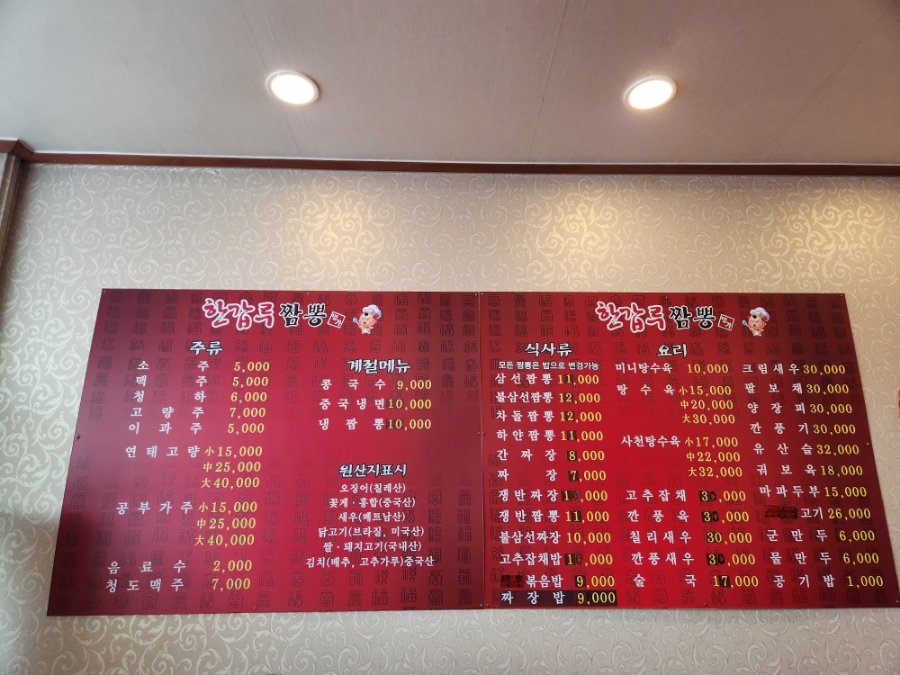 한갑루 짬뽕
주류
소주 5,000
맥주 5,000
청하 6,000
고량주 7,000
이과주 5,000
연태고량 小15,000
中25,000
大40,000
공부가주 小15,000
中25,000
大40,000
음료수 2,000
청도맥주 7,000
계절메뉴
콩국수 9,000
중국냉면 10,000
냉짬뽕 10,000
원산지표시
오징어(칠레산)
꽃게·홍합(중국산)
새우(베트남산)
닭고기(브라질, 미국산)
쌀·돼지고기(국내산)
김치(배추, 고추가루)중국산
한갑루 짬뽕
식사류
모든 짬뽕은 밥으로 변경가능
삼선짬뽕 11,000
불삼선짬뽕 12,000
차돌짬뽕 12,000
하얀짬뽕 11,000
간짜장 8,000
짜장 7,000
쟁반짜장
쟁반짬뽕 11,000
불삼선짜장 10,000
고추잡채밥
볶음밥 9,000
짜장밥 9,000
요리
미니탕수육 10,000
탕수육 小15,000
中20,000
大30,000
사천탕수육 小17,000
中22,000
大32,000
고추잡채 30,000
깐풍육 30,000
칠리새우 30,000
깐풍새우 30,000
술국 17,000
크림새우 30,000
팔보채 30,000
양장피 30,000
깐풍기 30,000
유산슬 32,000
궈보육 18,000
마파두부 15,000
고기 26,000
군만두 6,000
물만두 6,000
공기밥 1,000